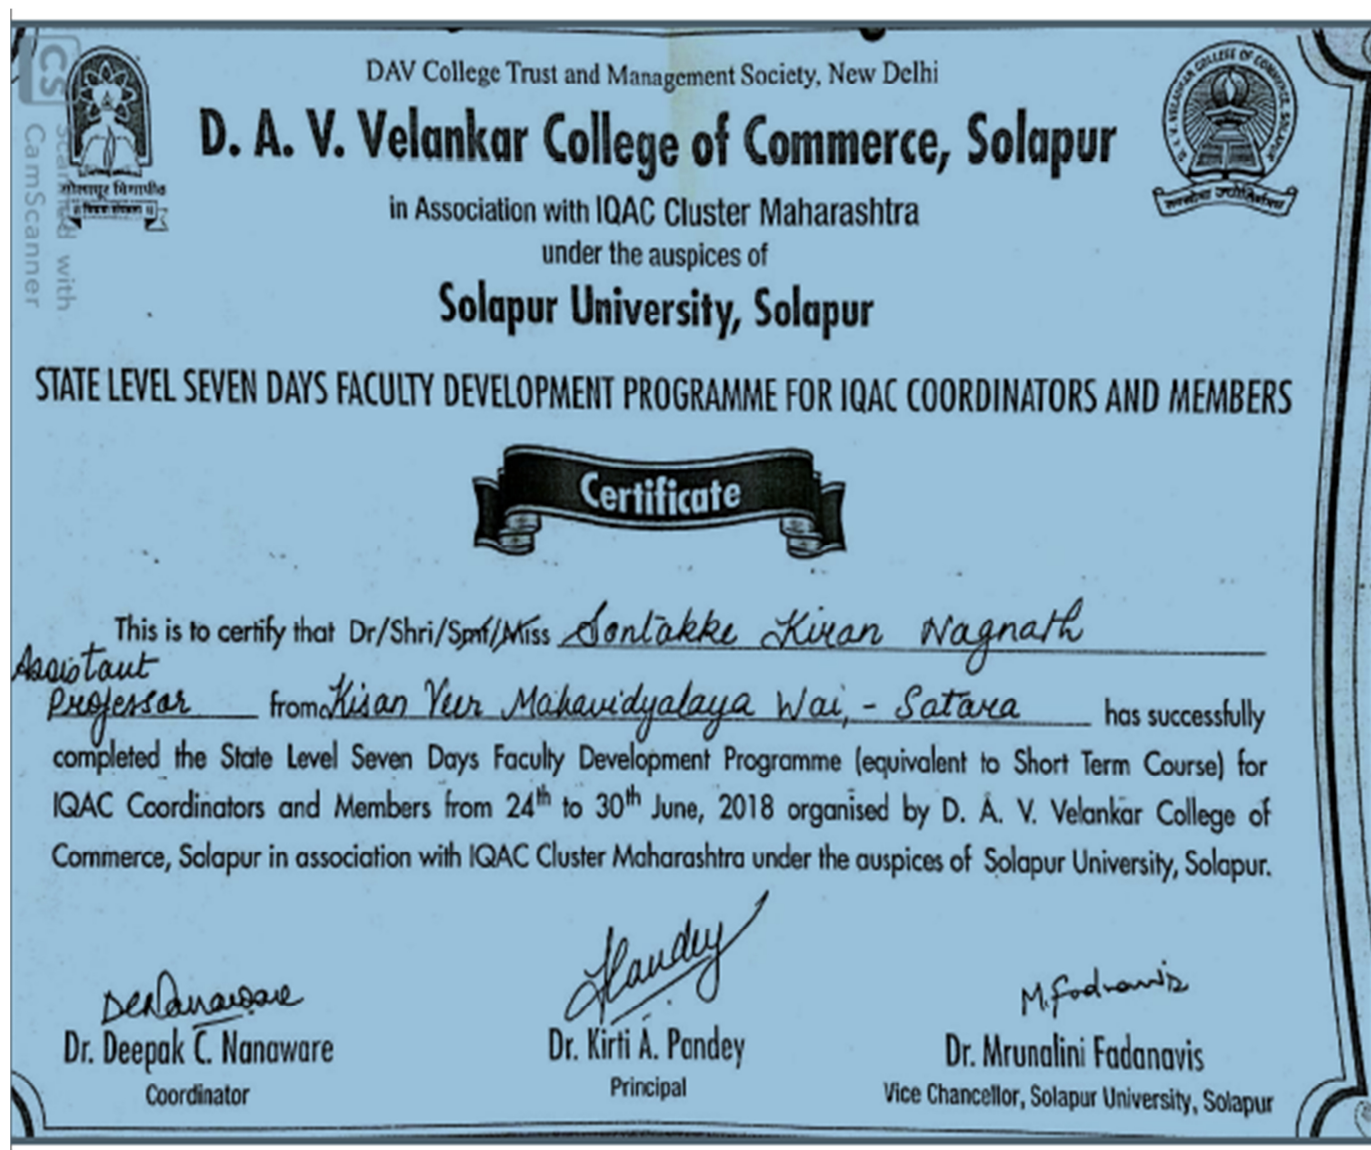 CS Scanned with CamScanner
DAV College Trust and Management Society, New Delhi
D. A. V. Velankar College of Commerce, Solapur
D. A. V. VELANKAR COLLEGE OF COMMERCE, SOLAPUR
in Association with IQAC Cluster Maharashtra
under the auspices of
Solapur University, Solapur
STATE LEVEL SEVEN DAYS FACULTY DEVELOPMENT PROGRAMME FOR IQAC COORDINATORS AND MEMBERS
Certificate
This is to certify that Dr/Shri/Smt/Miss Sontakke Kiran Nagnath
Assistant
Professor from Kisan Veer Mahavidyalaya Wai, - Satara has successfully
completed the State Level Seven Days Faculty Development Programme (equivalent to Short Term Course) for
IQAC Coordinators and Members from 24th to 30th June, 2018 organised by D. A. V. Velankar College of
Commerce, Solapur in association with IQAC Cluster Maharashtra under the auspices of Solapur University, Solapur.
Dr. Deepak C. Nanaware
Coordinator
Dr. Kirti A. Pandey
Principal
M. Fadnavis
Dr. Mrunalini Fadanavis
Vice Chancellor, Solapur University, Solapur